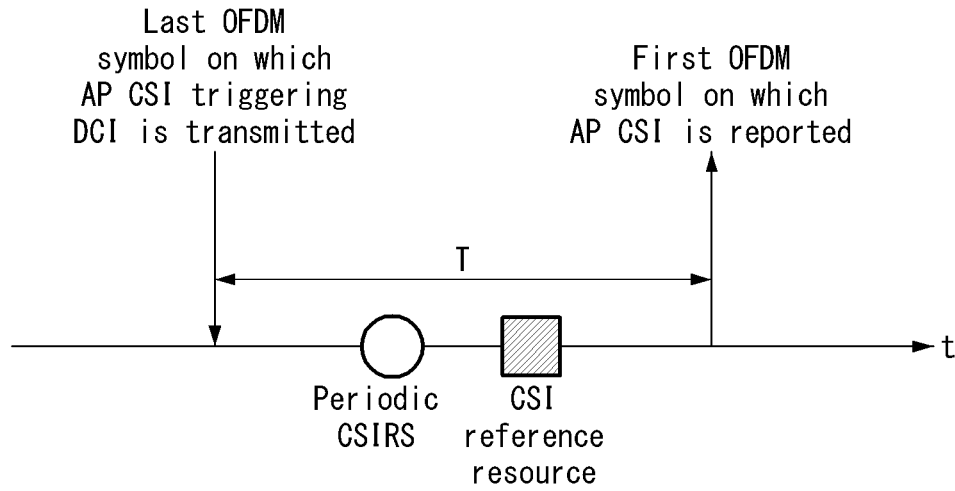 Last OFDM
symbol on which
AP CSI triggering
DCI is transmitted
First OFDM
symbol on which
AP CSI is reported
T
t
Periodic
CSIRS
CSI
reference
resource